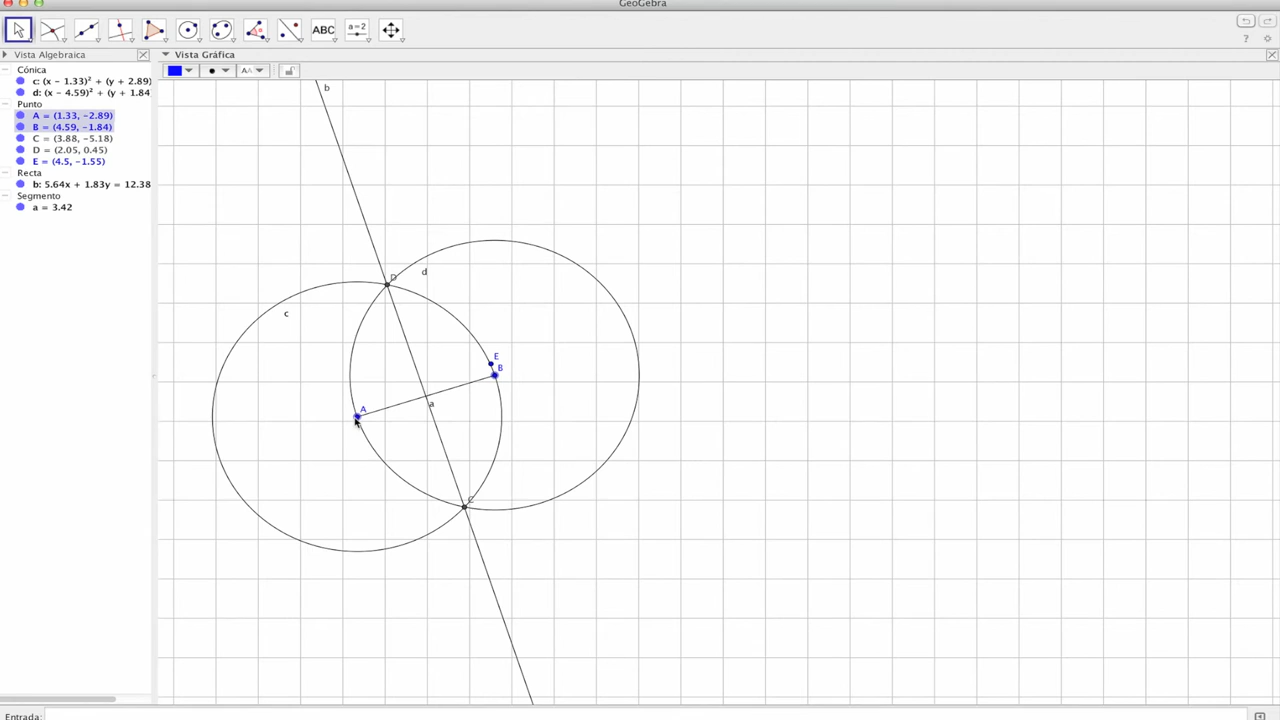 GeoGebra
ABC
a=2
Vista Algebraica
Vista Gráfica
AA
Cónica
c: (x − 1.33)² + (y + 2.89)
d: (x − 4.59)² + (y + 1.84
Punto
A = (1.33, −2.89)
B = (4.59, −1.84)
C = (3.88, −5.18)
D = (2.05, 0.45)
E = (4.5, −1.55)
Recta
b: 5.64x + 1.83y = 12.38
Segmento
a = 3.42
b
D
d
c
E
B
A
a
C
Entrada: